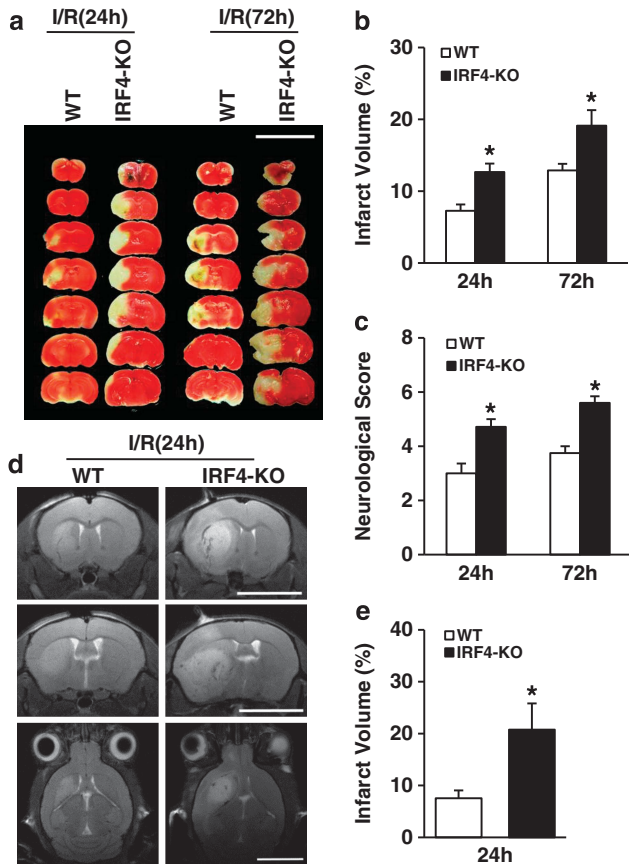 a
I/R(24h)
I/R(72h)
WT
IRF4-KO
WT
IRF4-KO
b
Infarct Volume (%)
30
20
10
0
WT
IRF4-KO
*
*
24h
72h
c
Neurological Score
8
6
4
2
0
WT
IRF4-KO
*
*
24h
72h
d
I/R(24h)
WT
IRF4-KO
e
Infarct Volume (%)
40
30
20
10
0
WT
IRF4-KO
*
24h